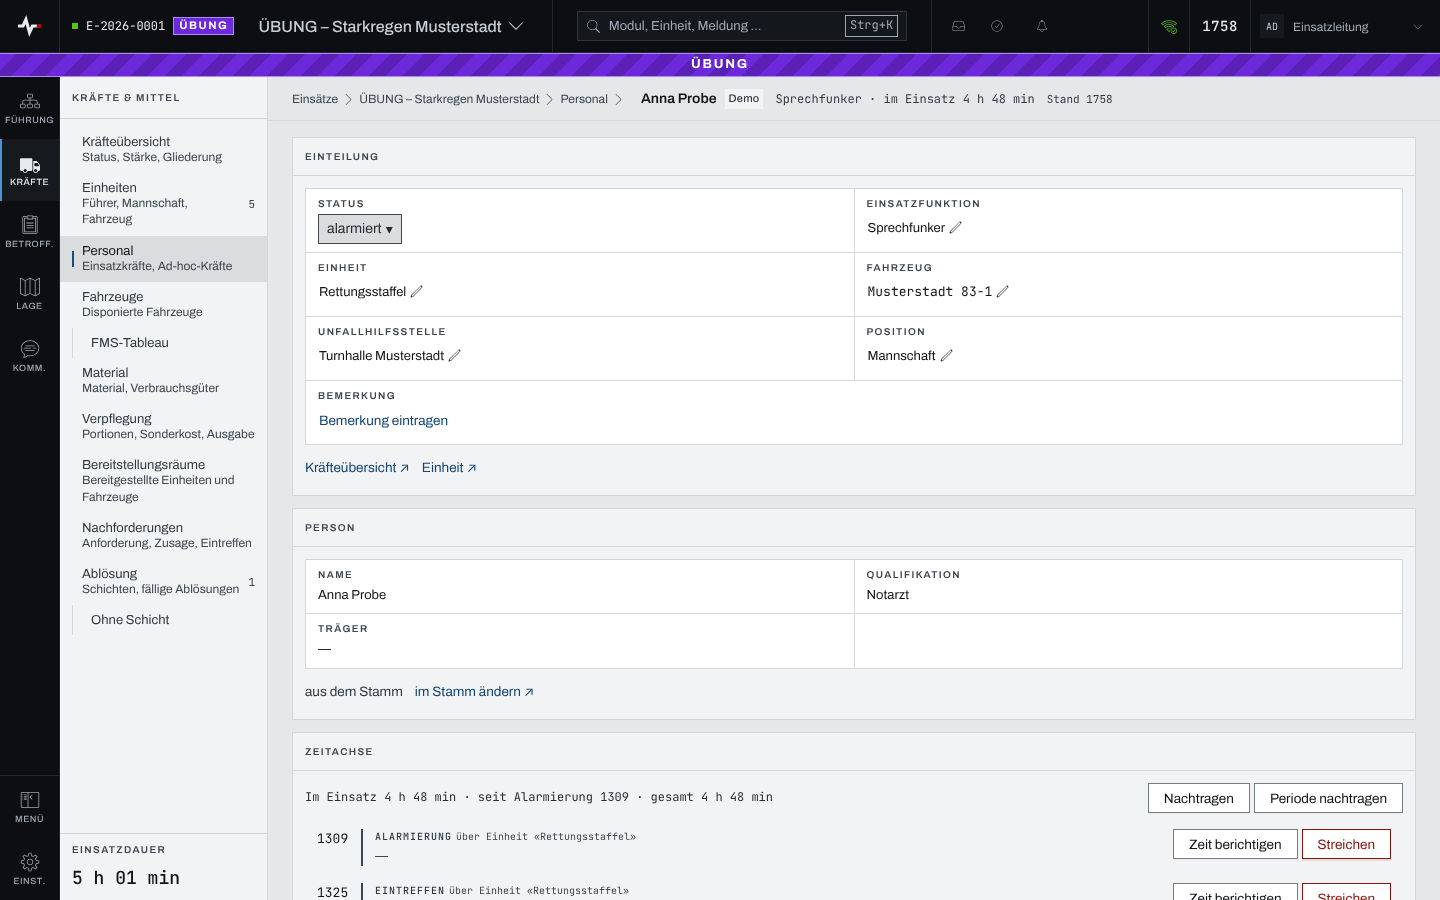 E-2026-0001 ÜBUNG ÜBUNG – Starkregen Musterstadt Modul, Einheit, Meldung ... Strg+K 1758 AD Einsatzleitung
ÜBUNG
FÜHRUNG
KRÄFTE
BETROFF.
LAGE
KOMM.
MENÜ
EINST.
KRÄFTE & MITTEL
Kräfteübersicht
Status, Stärke, Gliederung
Einheiten
Führer, Mannschaft,
Fahrzeug
5
Personal
Einsatzkräfte, Ad-hoc-Kräfte
Fahrzeuge
Disponierte Fahrzeuge
FMS-Tableau
Material
Material, Verbrauchsgüter
Verpflegung
Portionen, Sonderkost, Ausgabe
Bereitstellungsräume
Bereitgestellte Einheiten und
Fahrzeuge
Nachforderungen
Anforderung, Zusage, Eintreffen
Ablösung
Schichten, fällige Ablösungen
1
Ohne Schicht
EINSATZDAUER
5 h 01 min
Einsätze ÜBUNG – Starkregen Musterstadt Personal Anna Probe Demo Sprechfunker · im Einsatz 4 h 48 min Stand 1758
EINTEILUNG
STATUS
alarmiert ▾
EINSATZFUNKTION
Sprechfunker
EINHEIT
Rettungsstaffel
FAHRZEUG
Musterstadt 83-1
UNFALLHILFSSTELLE
Turnhalle Musterstadt
POSITION
Mannschaft
BEMERKUNG
Bemerkung eintragen
Kräfteübersicht ↗ Einheit ↗
PERSON
NAME
Anna Probe
QUALIFIKATION
Notarzt
TRÄGER
—
aus dem Stamm im Stamm ändern ↗
ZEITACHSE
Im Einsatz 4 h 48 min · seit Alarmierung 1309 · gesamt 4 h 48 min
Nachtragen Periode nachtragen
1309 ALARMIERUNG über Einheit «Rettungsstaffel»
—
Zeit berichtigen Streichen
1325 EINTREFFEN über Einheit «Rettungsstaffel»
Zeit berichtigen Streichen